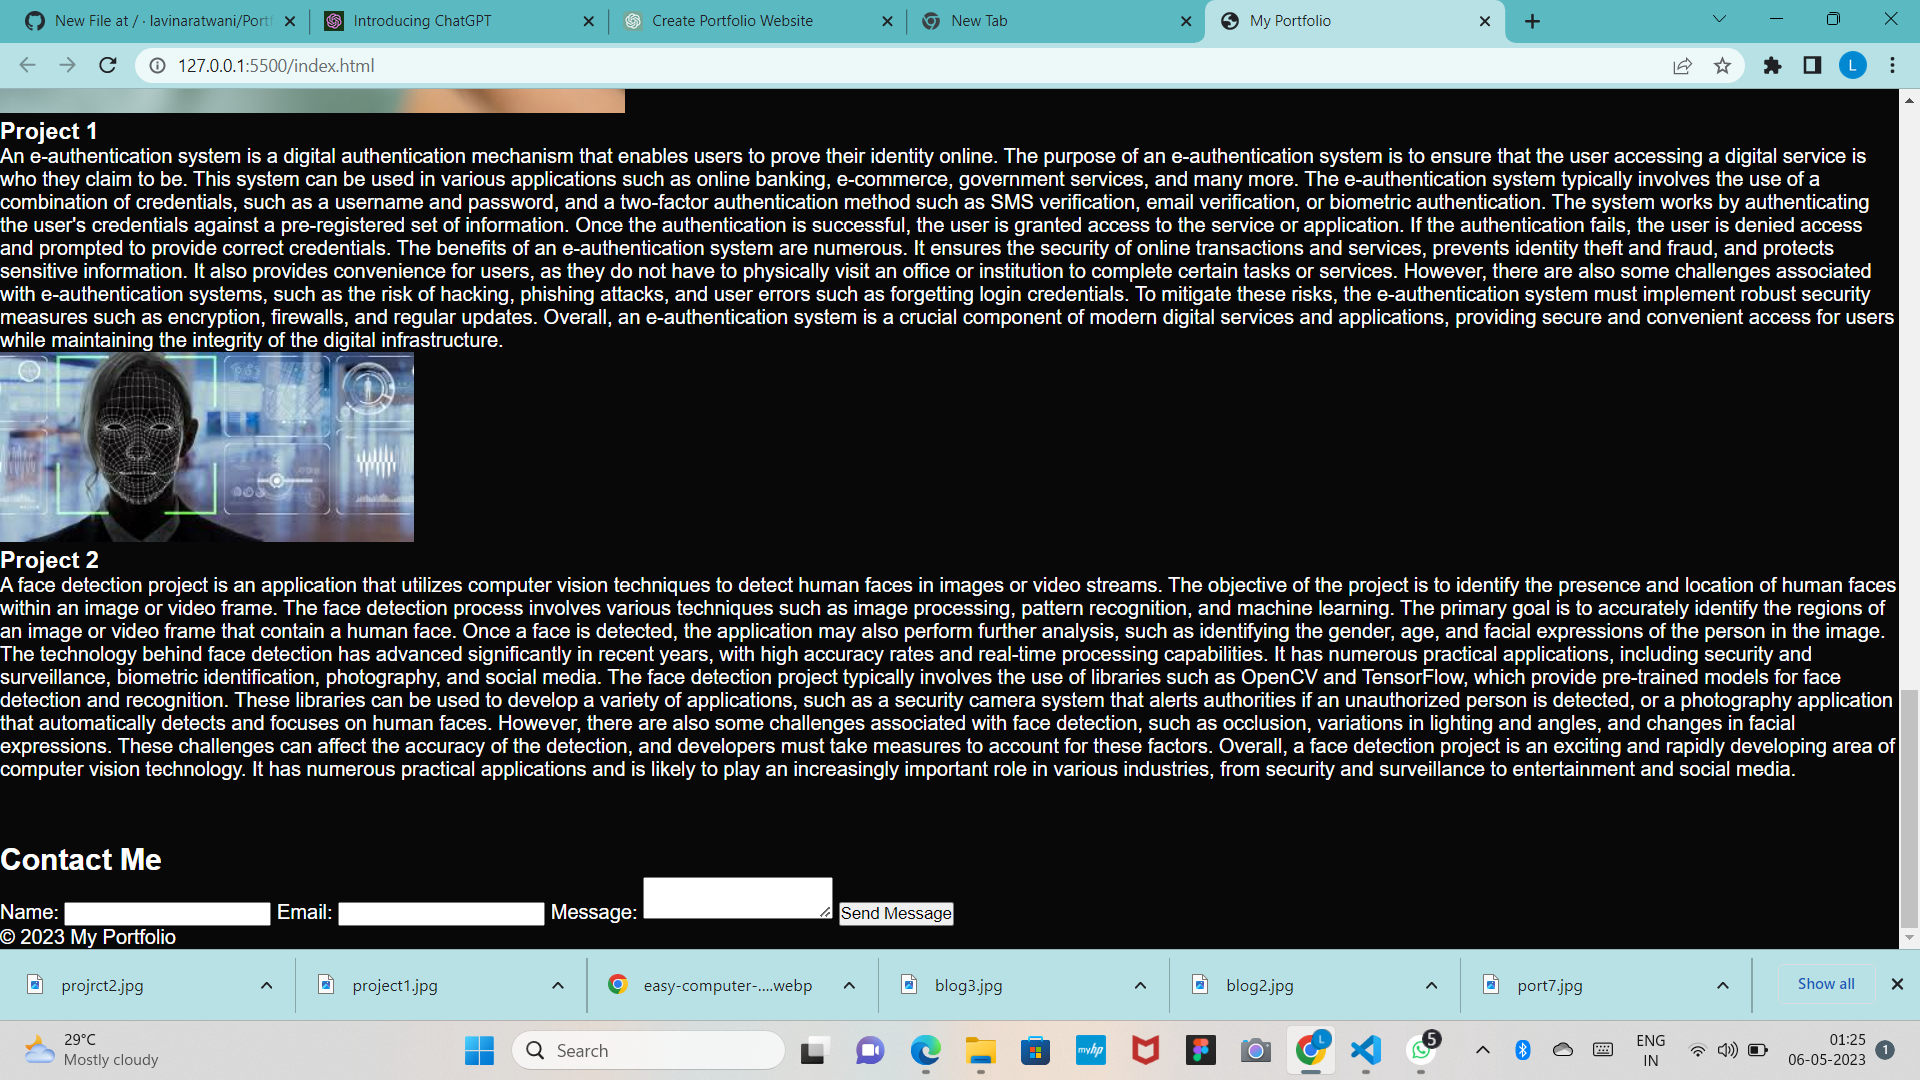 New File at / · lavinaratwani/Portf
Introducing ChatGPT
Create Portfolio Website
New Tab
My Portfolio
127.0.0.1:5500/index.html
L
Project 1
An e-authentication system is a digital authentication mechanism that enables users to prove their identity online. The purpose of an e-authentication system is to ensure that the user accessing a digital service is
who they claim to be. This system can be used in various applications such as online banking, e-commerce, government services, and many more. The e-authentication system typically involves the use of a
combination of credentials, such as a username and password, and a two-factor authentication method such as SMS verification, email verification, or biometric authentication. The system works by authenticating
the user's credentials against a pre-registered set of information. Once the authentication is successful, the user is granted access to the service or application. If the authentication fails, the user is denied access
and prompted to provide correct credentials. The benefits of an e-authentication system are numerous. It ensures the security of online transactions and services, prevents identity theft and fraud, and protects
sensitive information. It also provides convenience for users, as they do not have to physically visit an office or institution to complete certain tasks or services. However, there are also some challenges associated
with e-authentication systems, such as the risk of hacking, phishing attacks, and user errors such as forgetting login credentials. To mitigate these risks, the e-authentication system must implement robust security
measures such as encryption, firewalls, and regular updates. Overall, an e-authentication system is a crucial component of modern digital services and applications, providing secure and convenient access for users
while maintaining the integrity of the digital infrastructure.
Project 2
A face detection project is an application that utilizes computer vision techniques to detect human faces in images or video streams. The objective of the project is to identify the presence and location of human faces
within an image or video frame. The face detection process involves various techniques such as image processing, pattern recognition, and machine learning. The primary goal is to accurately identify the regions of
an image or video frame that contain a human face. Once a face is detected, the application may also perform further analysis, such as identifying the gender, age, and facial expressions of the person in the image.
The technology behind face detection has advanced significantly in recent years, with high accuracy rates and real-time processing capabilities. It has numerous practical applications, including security and
surveillance, biometric identification, photography, and social media. The face detection project typically involves the use of libraries such as OpenCV and TensorFlow, which provide pre-trained models for face
detection and recognition. These libraries can be used to develop a variety of applications, such as a security camera system that alerts authorities if an unauthorized person is detected, or a photography application
that automatically detects and focuses on human faces. However, there are also some challenges associated with face detection, such as occlusion, variations in lighting and angles, and changes in facial
expressions. These challenges can affect the accuracy of the detection, and developers must take measures to account for these factors. Overall, a face detection project is an exciting and rapidly developing area of
computer vision technology. It has numerous practical applications and is likely to play an increasingly important role in various industries, from security and surveillance to entertainment and social media.
Contact Me
Name: Email: Message: Send Message
© 2023 My Portfolio
projrct2.jpg
project1.jpg
easy-computer-....webp
blog3.jpg
blog2.jpg
port7.jpg
Show all
29°C
Mostly cloudy
Search
myhp
L
5
ENG
IN
01:25
06-05-2023
1